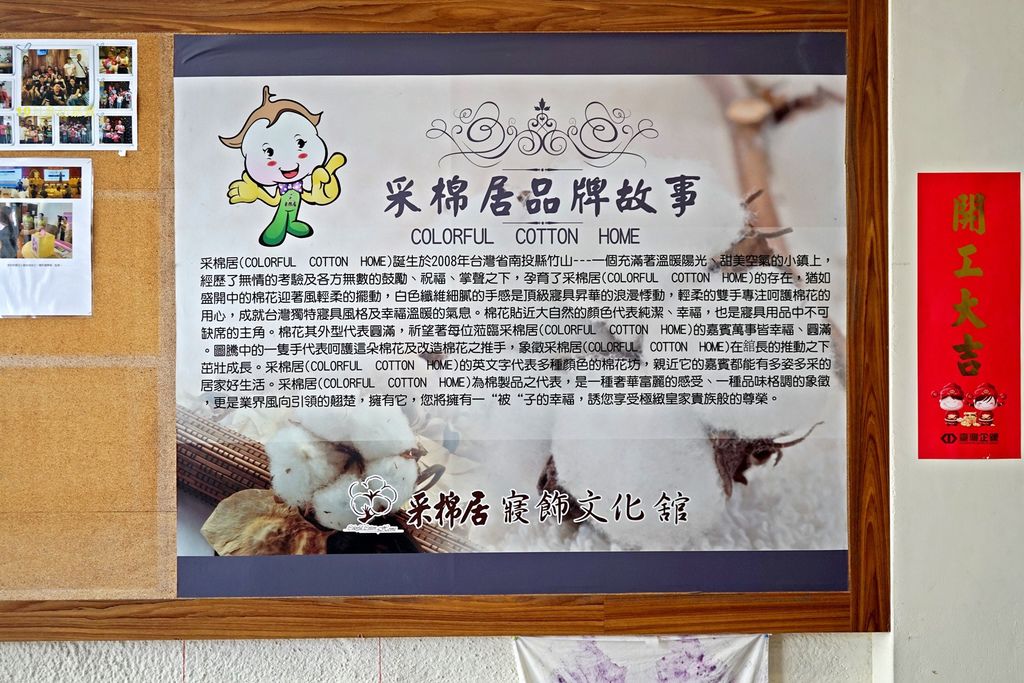 采棉居品牌故事
COLORFUL COTTON HOME
采棉居(COLORFUL COTTON HOME)誕生於2008年台灣省南投縣竹山---一個充滿著溫暖陽光、甜美空氣的小鎮上，
經歷了無情的考驗及各方無數的鼓勵、祝福、掌聲之下，孕育了采棉居(COLORFUL COTTON HOME)的存在，猶如
盛開中的棉花迎著風輕柔的擺動，白色纖維細膩的手感是頂級寢具昇華的浪漫悸動，輕柔的雙手專注呵護棉花的
用心，成就台灣獨特寢具風格及幸福溫暖的氣息。棉花貼近大自然的顏色代表純潔、幸福，也是寢具用品中不可
缺席的主角。棉花其外型代表圓滿，祈望著每位蒞臨采棉居(COLORFUL COTTON HOME)的嘉賓萬事皆幸福、圓滿
。圖騰中的一隻手代表呵護這朵棉花及改造棉花之推手，象徵采棉居(COLORFUL COTTON HOME)在舘長的推動之下
茁壯成長。采棉居(COLORFUL COTTON HOME)的英文字代表多種顏色的棉花坊，親近它的嘉賓都能有多姿多采的
居家好生活。采棉居(COLORFUL COTTON HOME)為棉製品之代表，是一種奢華富麗的感受、一種品味格調的象徵
，更是業界風向引領的翹楚，擁有它，您將擁有一“被“子的幸福，誘您享受極緻皇家貴族般的尊榮。
采棉居 寢飾文化舘
開工大吉
臺灣企銀